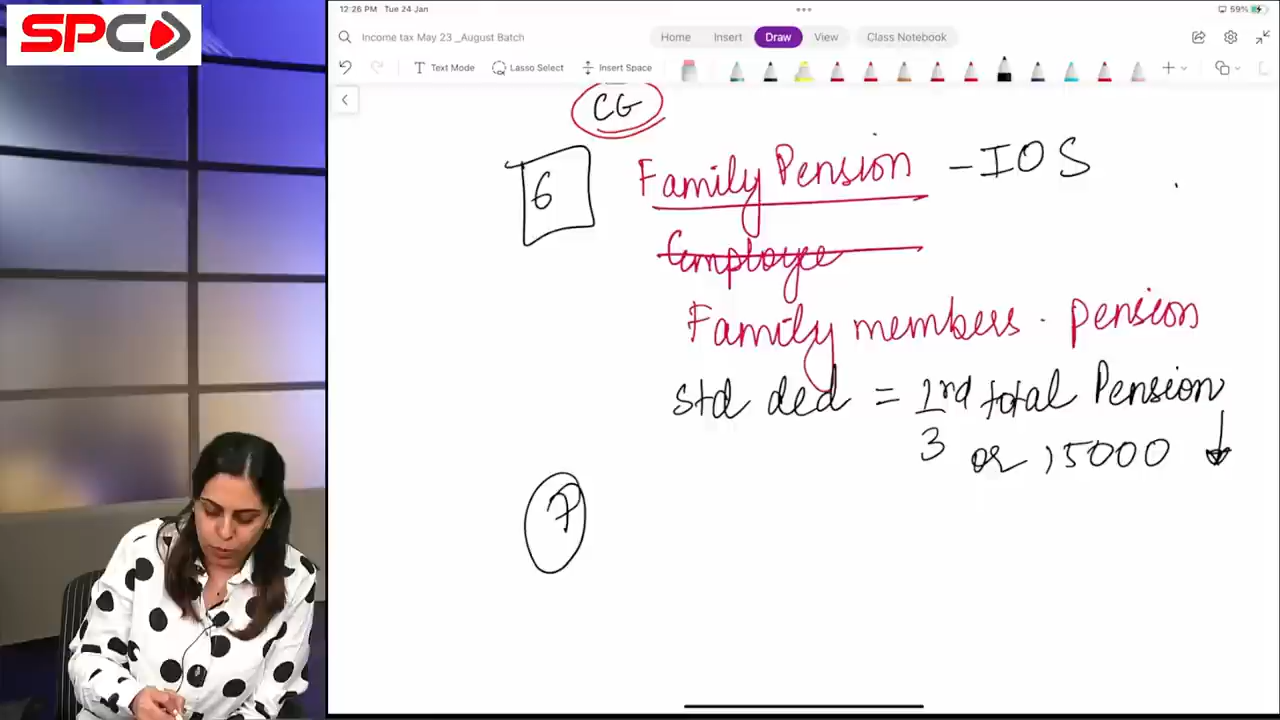 SPC
12:26 PM Tue 24 Jan
59%
Income tax May 23 _August Batch
Home Insert Draw View Class Notebook
Text Mode Lasso Select Insert Space
CG
6 Family Pension - IOS
Employee
Family members. pension
Std ded = 1rd/3 total Pension
or 15000 ↓
7